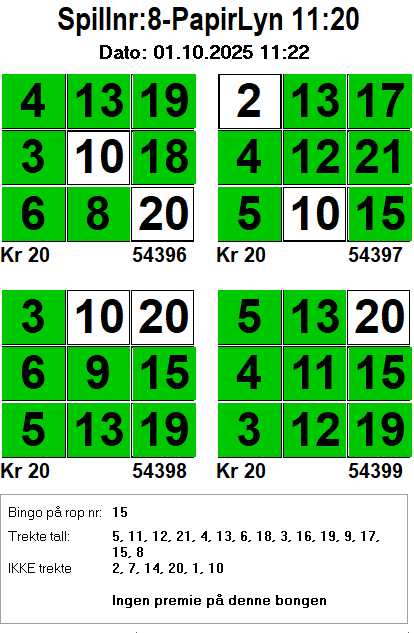 Spillnr:8-PapirLyn 11:20
Dato: 01.10.2025 11:22
4 13 19
3 10 18
6 8 20
Kr 20 54396
2 13 17
4 12 21
5 10 15
Kr 20 54397
3 10 20
6 9 15
5 13 19
Kr 20 54398
5 13 20
4 11 15
3 12 19
Kr 20 54399
Bingo på rop nr: 15
Trekte tall: 5, 11, 12, 21, 4, 13, 6, 18, 3, 16, 19, 9, 17,
15, 8
IKKE trekte 2, 7, 14, 20, 1, 10
Ingen premie på denne bongen